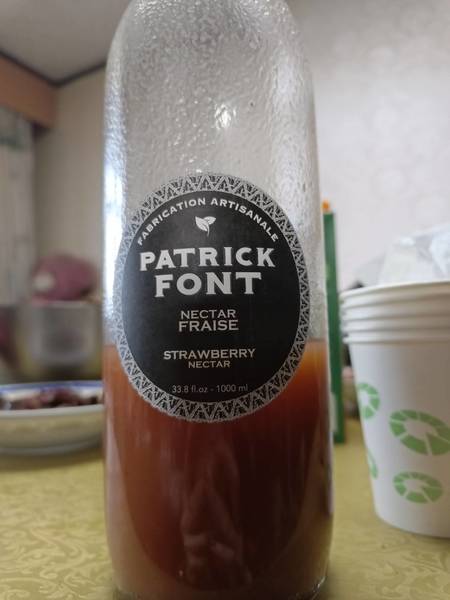 FABRICATION ARTISANALE
PATRICK
FONT
NECTAR
FRAISE
STRAWBERRY
NECTAR
33.8 fl.oz - 1000 ml